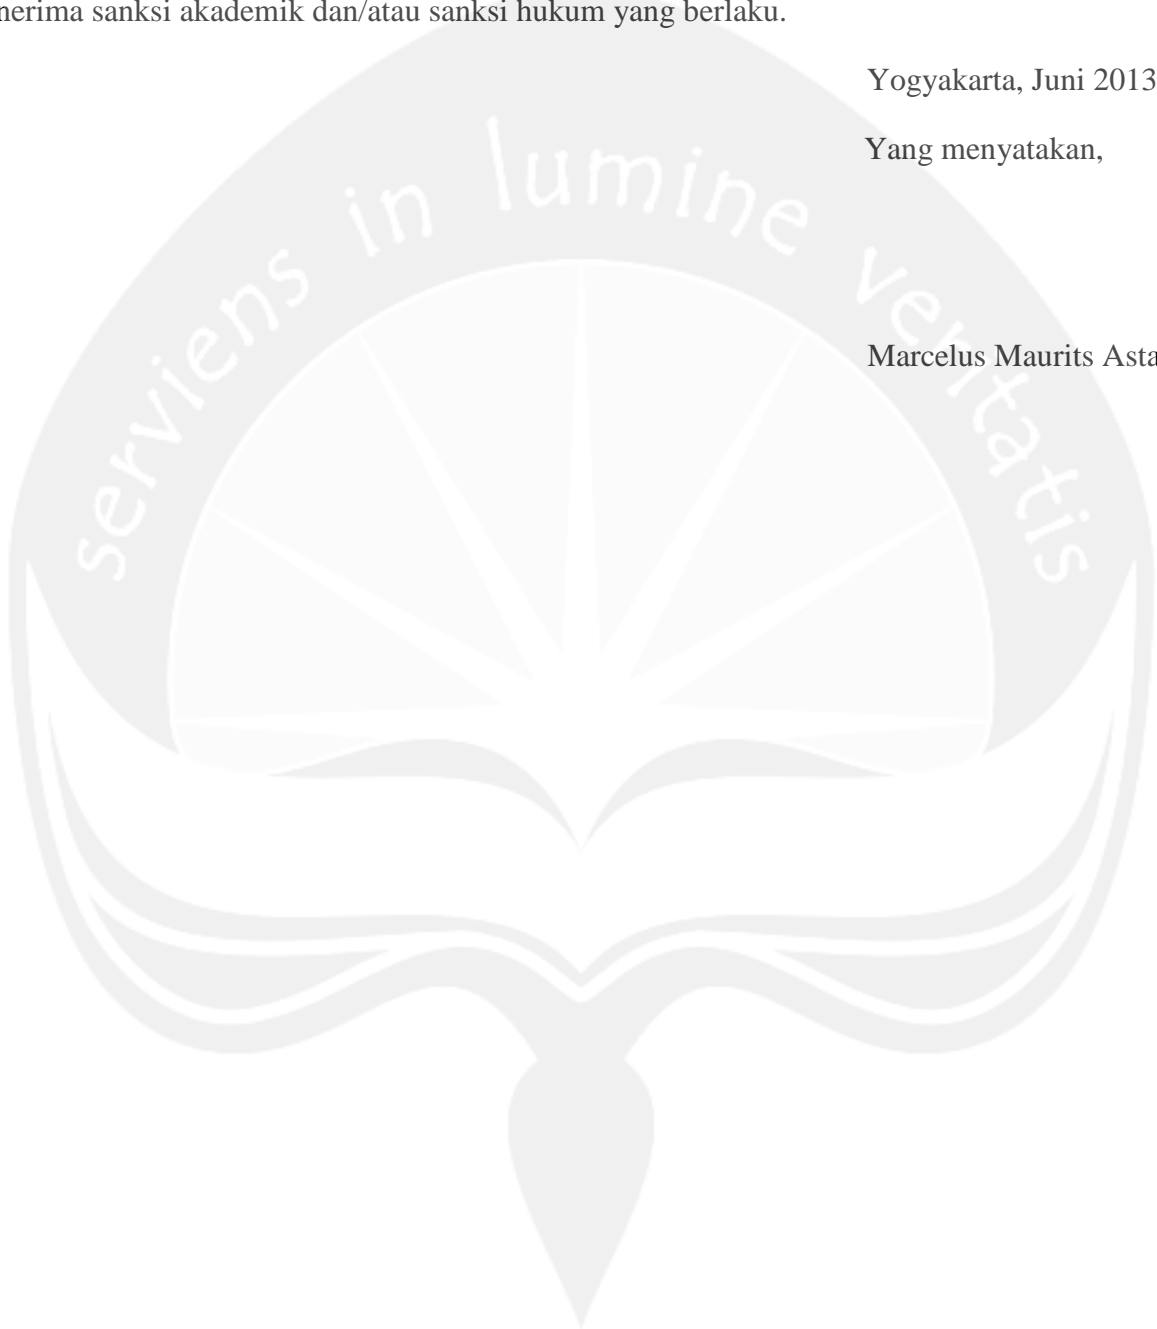 nerima sanksi akademik dan/atau sanksi hukum yang berlaku.
Yogyakarta, Juni 2013
Yang menyatakan,
Marcelus Maurits Asta
serviens in lumine veritatis